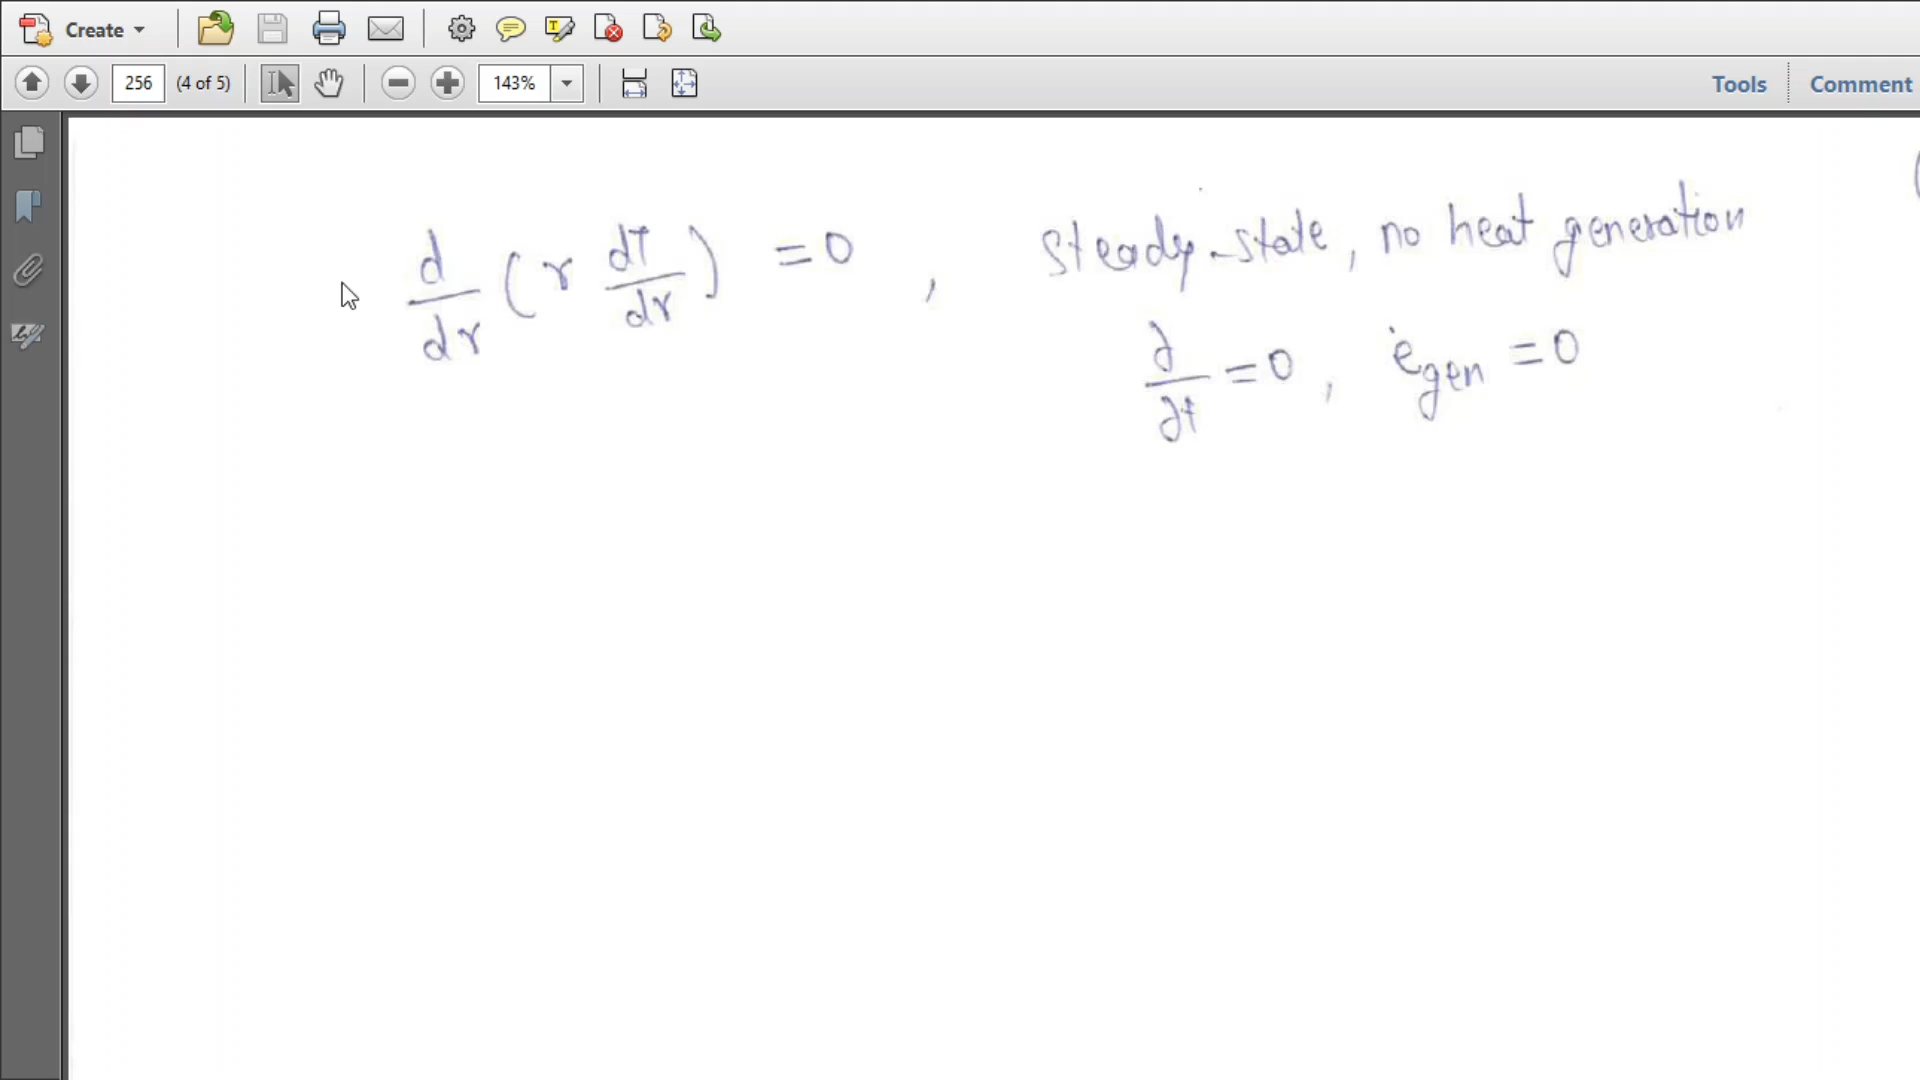 Create
256 (4 of 5) 143% Tools Comment
d/dr (r dT/dr) = 0 , Steady-state, no heat generation
∂/∂t = 0 , ė_gen = 0